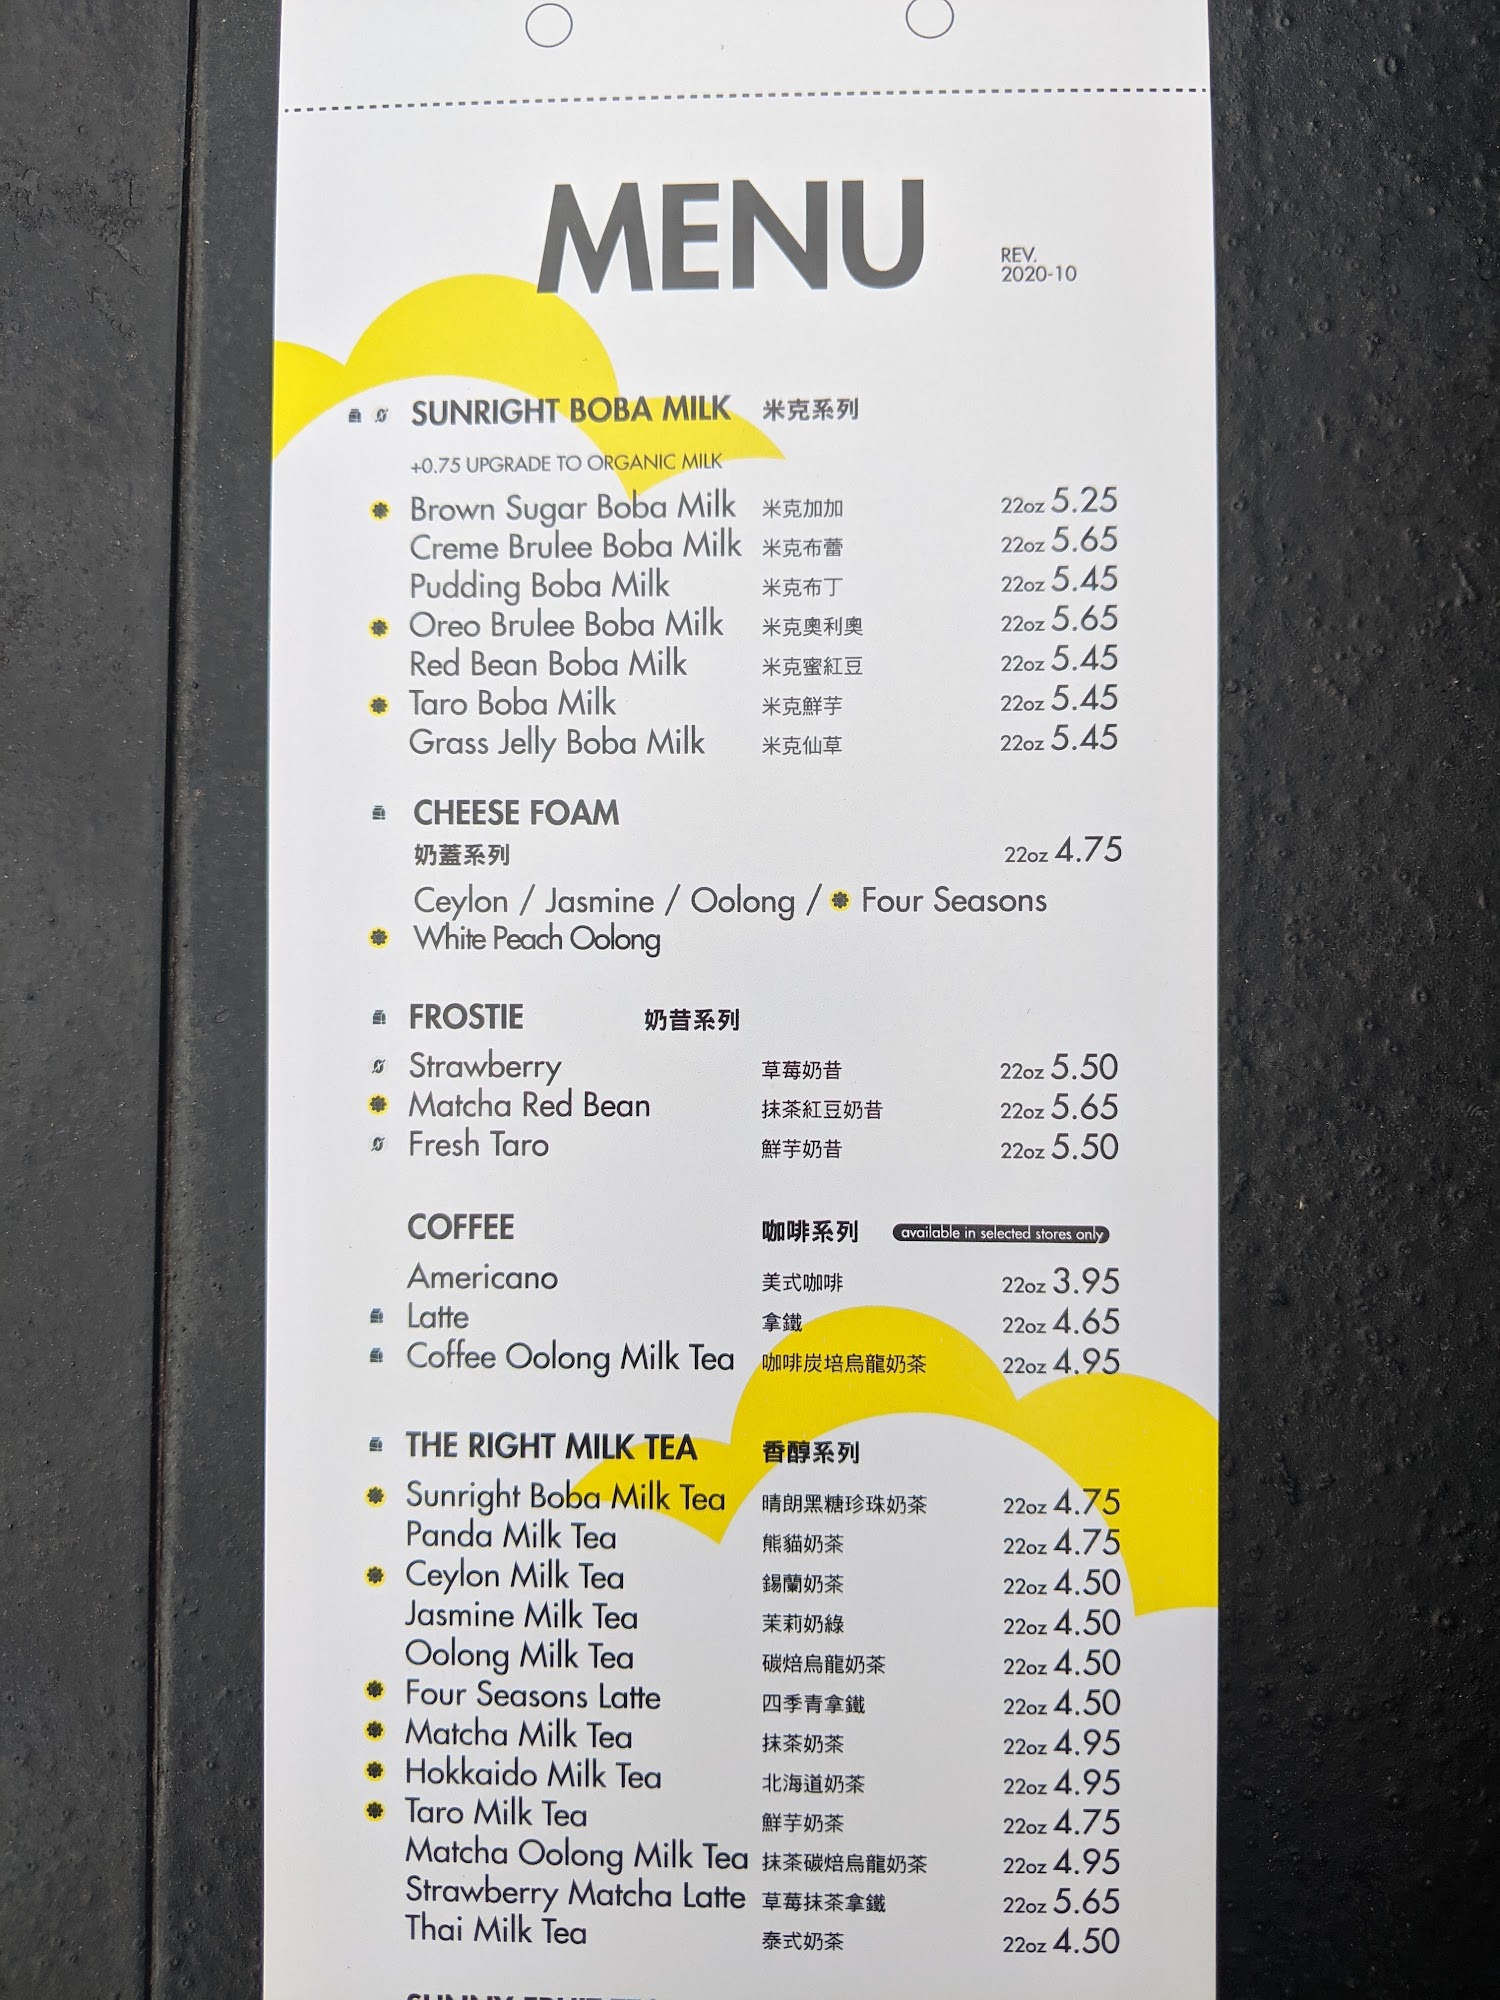 MENU
REV.
2020-10
SUNRIGHT BOBA MILK 米克系列
+0.75 UPGRADE TO ORGANIC MILK
Brown Sugar Boba Milk 米克加加 22oz 5.25
Creme Brulee Boba Milk 米克布蕾 22oz 5.65
Pudding Boba Milk 米克布丁 22oz 5.45
Oreo Brulee Boba Milk 米克奧利奧 22oz 5.65
Red Bean Boba Milk 米克蜜紅豆 22oz 5.45
Taro Boba Milk 米克鮮芋 22oz 5.45
Grass Jelly Boba Milk 米克仙草 22oz 5.45
CHEESE FOAM
奶蓋系列 22oz 4.75
Ceylon / Jasmine / Oolong / Four Seasons
White Peach Oolong
FROSTIE 奶昔系列
Strawberry 草莓奶昔 22oz 5.50
Matcha Red Bean 抹茶紅豆奶昔 22oz 5.65
Fresh Taro 鮮芋奶昔 22oz 5.50
COFFEE 咖啡系列 available in selected stores only
Americano 美式咖啡 22oz 3.95
Latte 拿鐵 22oz 4.65
Coffee Oolong Milk Tea 咖啡炭培烏龍奶茶 22oz 4.95
THE RIGHT MILK TEA 香醇系列
Sunright Boba Milk Tea 晴朗黑糖珍珠奶茶 22oz 4.75
Panda Milk Tea 熊貓奶茶 22oz 4.75
Ceylon Milk Tea 錫蘭奶茶 22oz 4.50
Jasmine Milk Tea 茉莉奶綠 22oz 4.50
Oolong Milk Tea 碳焙烏龍奶茶 22oz 4.50
Four Seasons Latte 四季青拿鐵 22oz 4.50
Matcha Milk Tea 抹茶奶茶 22oz 4.95
Hokkaido Milk Tea 北海道奶茶 22oz 4.95
Taro Milk Tea 鮮芋奶茶 22oz 4.75
Matcha Oolong Milk Tea 抹茶碳焙烏龍奶茶 22oz 4.95
Strawberry Matcha Latte 草莓抹茶拿鐵 22oz 5.65
Thai Milk Tea 泰式奶茶 22oz 4.50